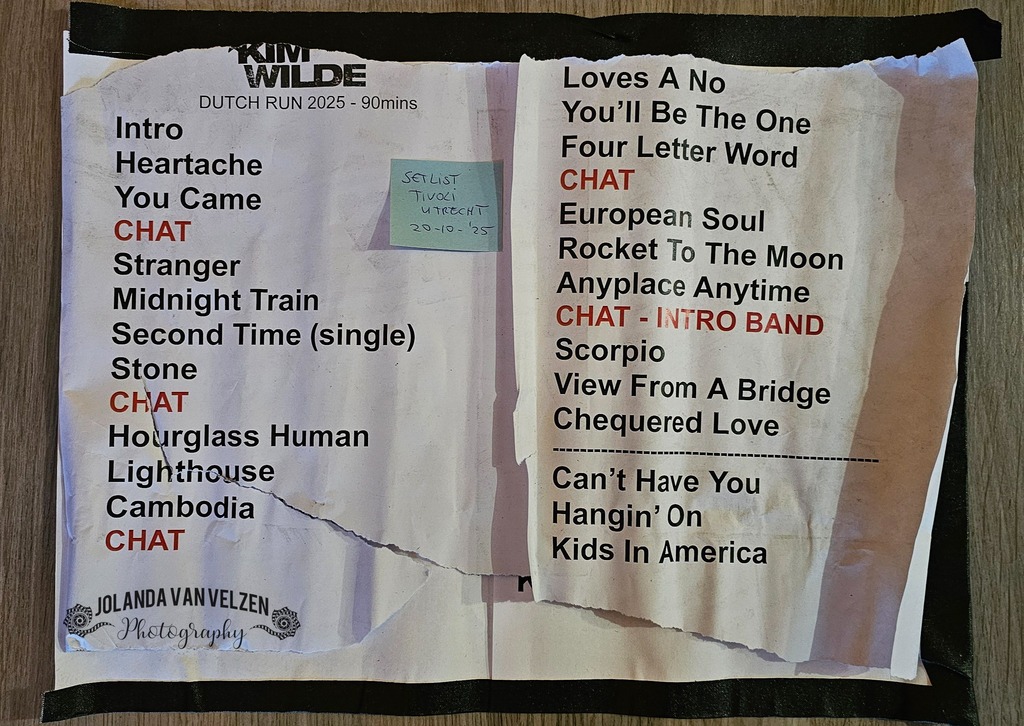 KIM
WILDE
DUTCH RUN 2025 - 90mins
Intro
Heartache
You Came
CHAT
Stranger
Midnight Train
Second Time (single)
Stone
CHAT
Hourglass Human
Lighthouse
Cambodia
CHAT
SETLIST
TIVOLI
UTRECHT
20-10-'25
Loves A No
You'll Be The One
Four Letter Word
CHAT
European Soul
Rocket To The Moon
Anyplace Anytime
CHAT - INTRO BAND
Scorpio
View From A Bridge
Chequered Love
Can't Have You
Hangin' On
Kids In America
JOLANDA VAN VELZEN
Photography